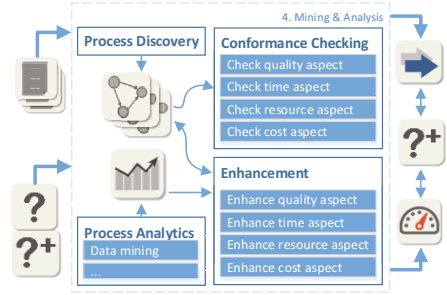 4. Mining & Analysis
Process Discovery
Conformance Checking
Check quality aspect
Check time aspect
Check resource aspect
Check cost aspect
?+
Enhancement
Enhance quality aspect
Enhance time aspect
Enhance resource aspect
Enhance cost aspect
?
?+
Process Analytics
Data mining
...